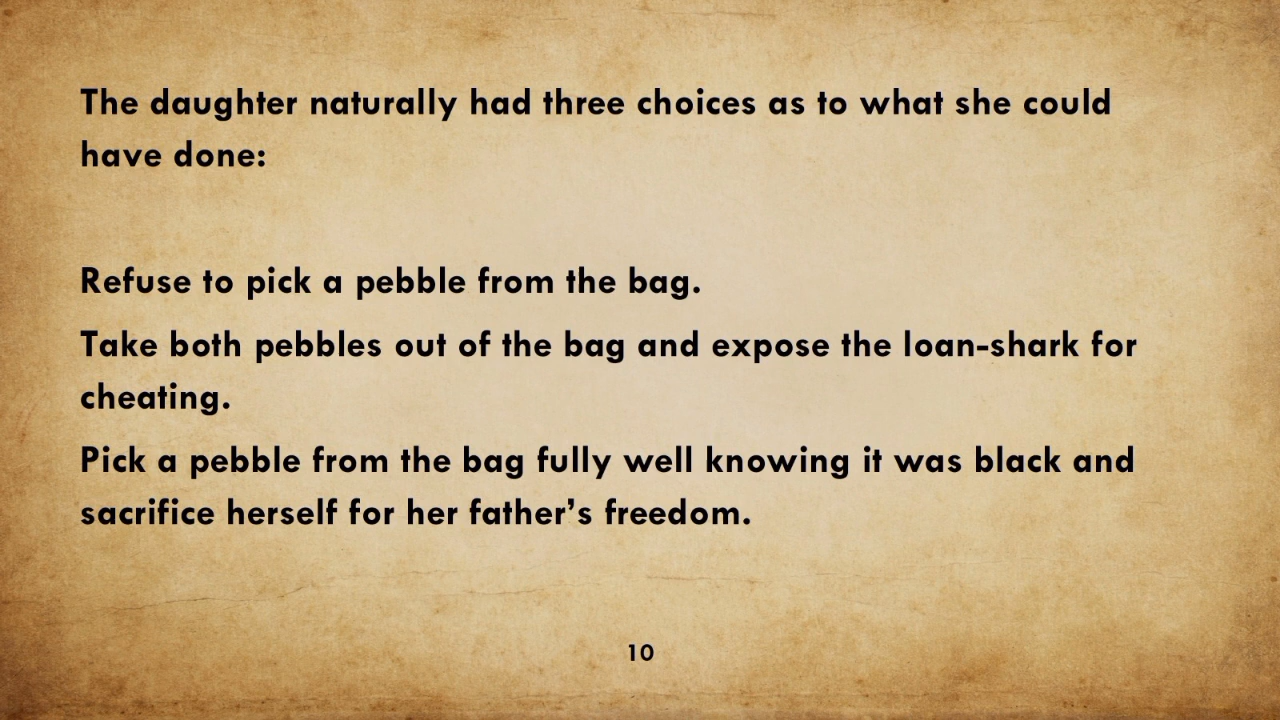 The daughter naturally had three choices as to what she could
have done:
Refuse to pick a pebble from the bag.
Take both pebbles out of the bag and expose the loan-shark for
cheating.
Pick a pebble from the bag fully well knowing it was black and
sacrifice herself for her father’s freedom.
10